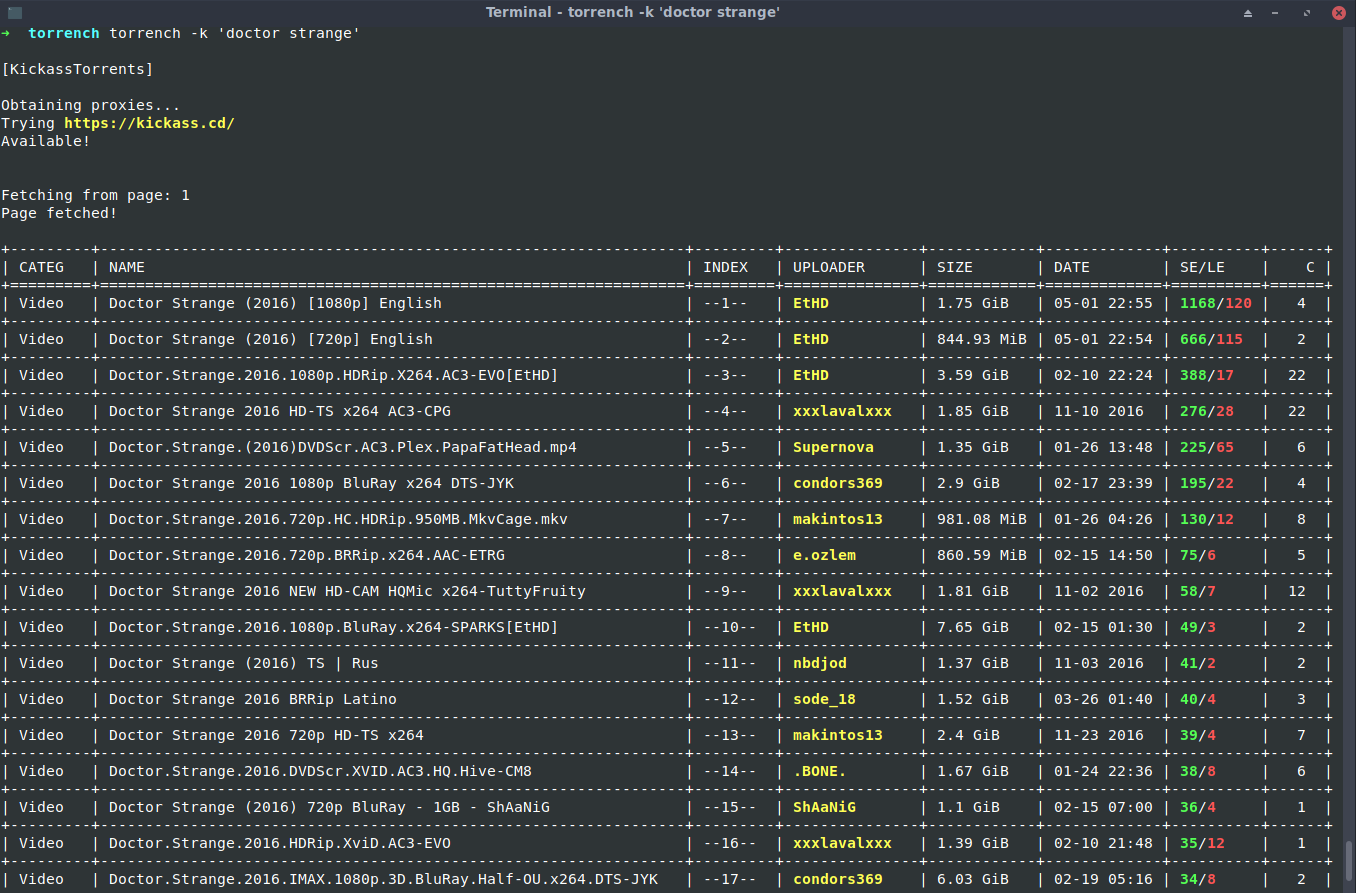 Terminal - torrench -k 'doctor strange'
➜  torrench torrench -k 'doctor strange'
[KickassTorrents]
Obtaining proxies...
Trying https://kickass.cd/
Available!
Fetching from page: 1
Page fetched!
| CATEG | NAME | INDEX | UPLOADER | SIZE | DATE | SE/LE | C |
| Video | Doctor Strange (2016) [1080p] English | --1-- | EtHD | 1.75 GiB | 05-01 22:55 | 1168/120 | 4 |
| Video | Doctor Strange (2016) [720p] English | --2-- | EtHD | 844.93 MiB | 05-01 22:54 | 666/115 | 2 |
| Video | Doctor.Strange.2016.1080p.HDRip.X264.AC3-EVO[EtHD] | --3-- | EtHD | 3.59 GiB | 02-10 22:24 | 388/17 | 22 |
| Video | Doctor Strange 2016 HD-TS x264 AC3-CPG | --4-- | xxxlavalxxx | 1.85 GiB | 11-10 2016 | 276/28 | 22 |
| Video | Doctor.Strange.(2016)DVDScr.AC3.Plex.PapaFatHead.mp4 | --5-- | Supernova | 1.35 GiB | 01-26 13:48 | 225/65 | 6 |
| Video | Doctor Strange 2016 1080p BluRay x264 DTS-JYK | --6-- | condors369 | 2.9 GiB | 02-17 23:39 | 195/22 | 4 |
| Video | Doctor.Strange.2016.720p.HC.HDRip.950MB.MkvCage.mkv | --7-- | makintos13 | 981.08 MiB | 01-26 04:26 | 130/12 | 8 |
| Video | Doctor.Strange.2016.720p.BRRip.x264.AAC-ETRG | --8-- | e.ozlem | 860.59 MiB | 02-15 14:50 | 75/6 | 5 |
| Video | Doctor Strange 2016 NEW HD-CAM HQMic x264-TuttyFruity | --9-- | xxxlavalxxx | 1.81 GiB | 11-02 2016 | 58/7 | 12 |
| Video | Doctor.Strange.2016.1080p.BluRay.x264-SPARKS[EtHD] | --10-- | EtHD | 7.65 GiB | 02-15 01:30 | 49/3 | 2 |
| Video | Doctor Strange (2016) TS | Rus | --11-- | nbdjod | 1.37 GiB | 11-03 2016 | 41/2 | 2 |
| Video | Doctor Strange 2016 BRRip Latino | --12-- | sode_18 | 1.52 GiB | 03-26 01:40 | 40/4 | 3 |
| Video | Doctor Strange 2016 720p HD-TS x264 | --13-- | makintos13 | 2.4 GiB | 11-23 2016 | 39/4 | 7 |
| Video | Doctor.Strange.2016.DVDScr.XVID.AC3.HQ.Hive-CM8 | --14-- | .BONE. | 1.67 GiB | 01-24 22:36 | 38/8 | 6 |
| Video | Doctor Strange (2016) 720p BluRay - 1GB - ShAaNiG | --15-- | ShAaNiG | 1.1 GiB | 02-15 07:00 | 36/4 | 1 |
| Video | Doctor.Strange.2016.HDRip.XviD.AC3-EVO | --16-- | xxxlavalxxx | 1.39 GiB | 02-10 21:48 | 35/12 | 1 |
| Video | Doctor.Strange.2016.IMAX.1080p.3D.BluRay.Half-OU.x264.DTS-JYK | --17-- | condors369 | 6.03 GiB | 02-19 05:16 | 34/8 | 2 |